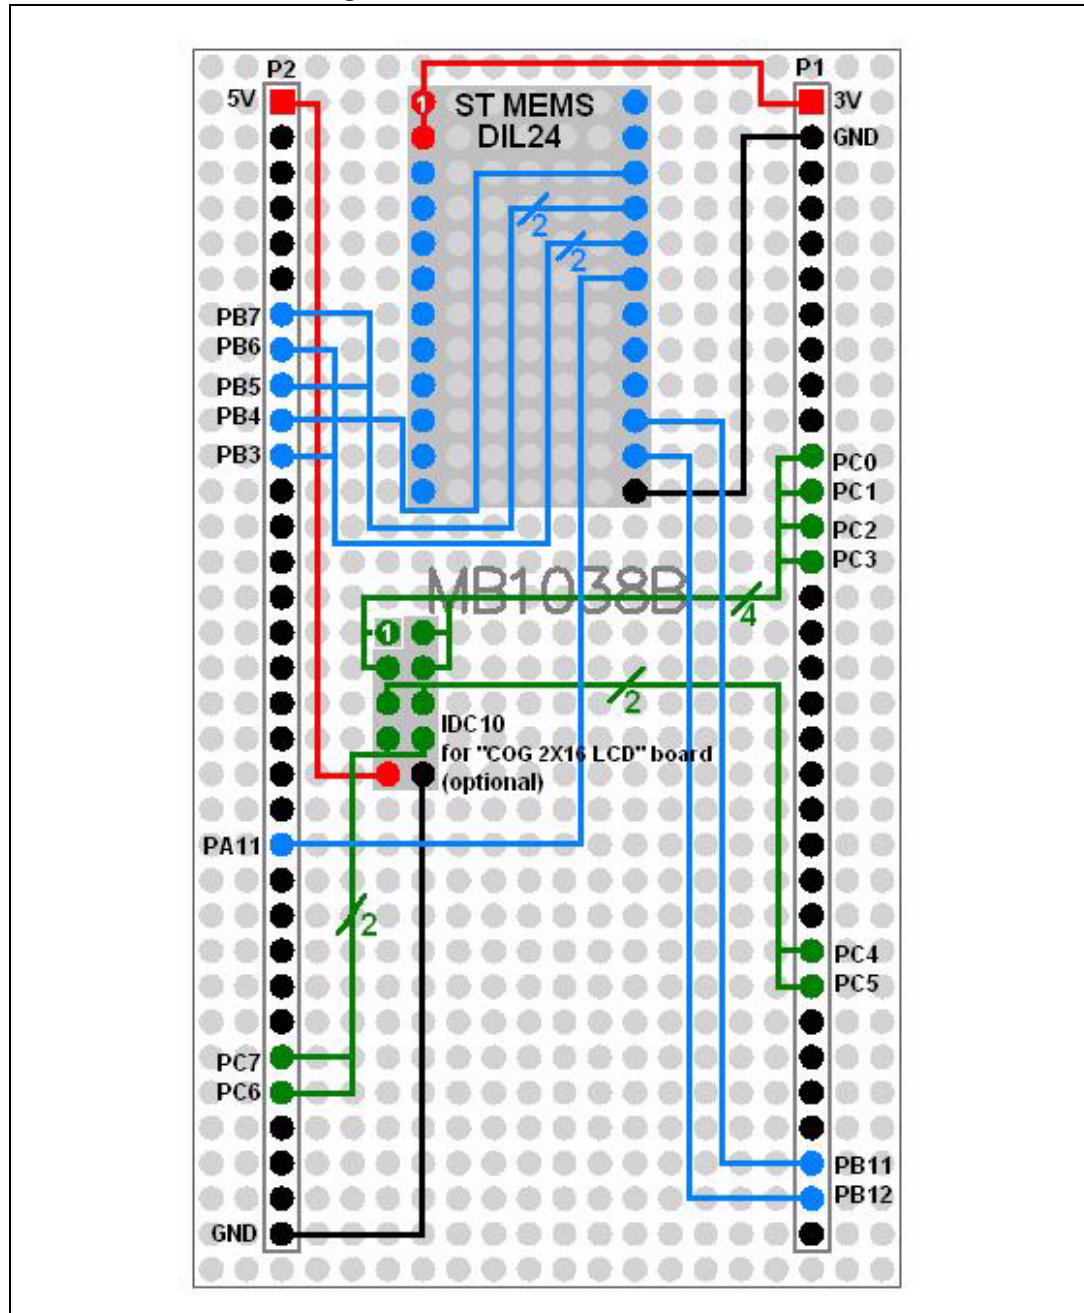 P2
P1
5V
1
ST MEMS
DIL24
3V
GND
2
2
PB7
PB6
PB5
PB4
PB3
PC0
PC1
PC2
PC3
MB1038B
4
1
2
IDC10
for "COG 2X16 LCD" board
(optional)
PA11
2
PC4
PC5
PC7
PC6
PB11
PB12
GND